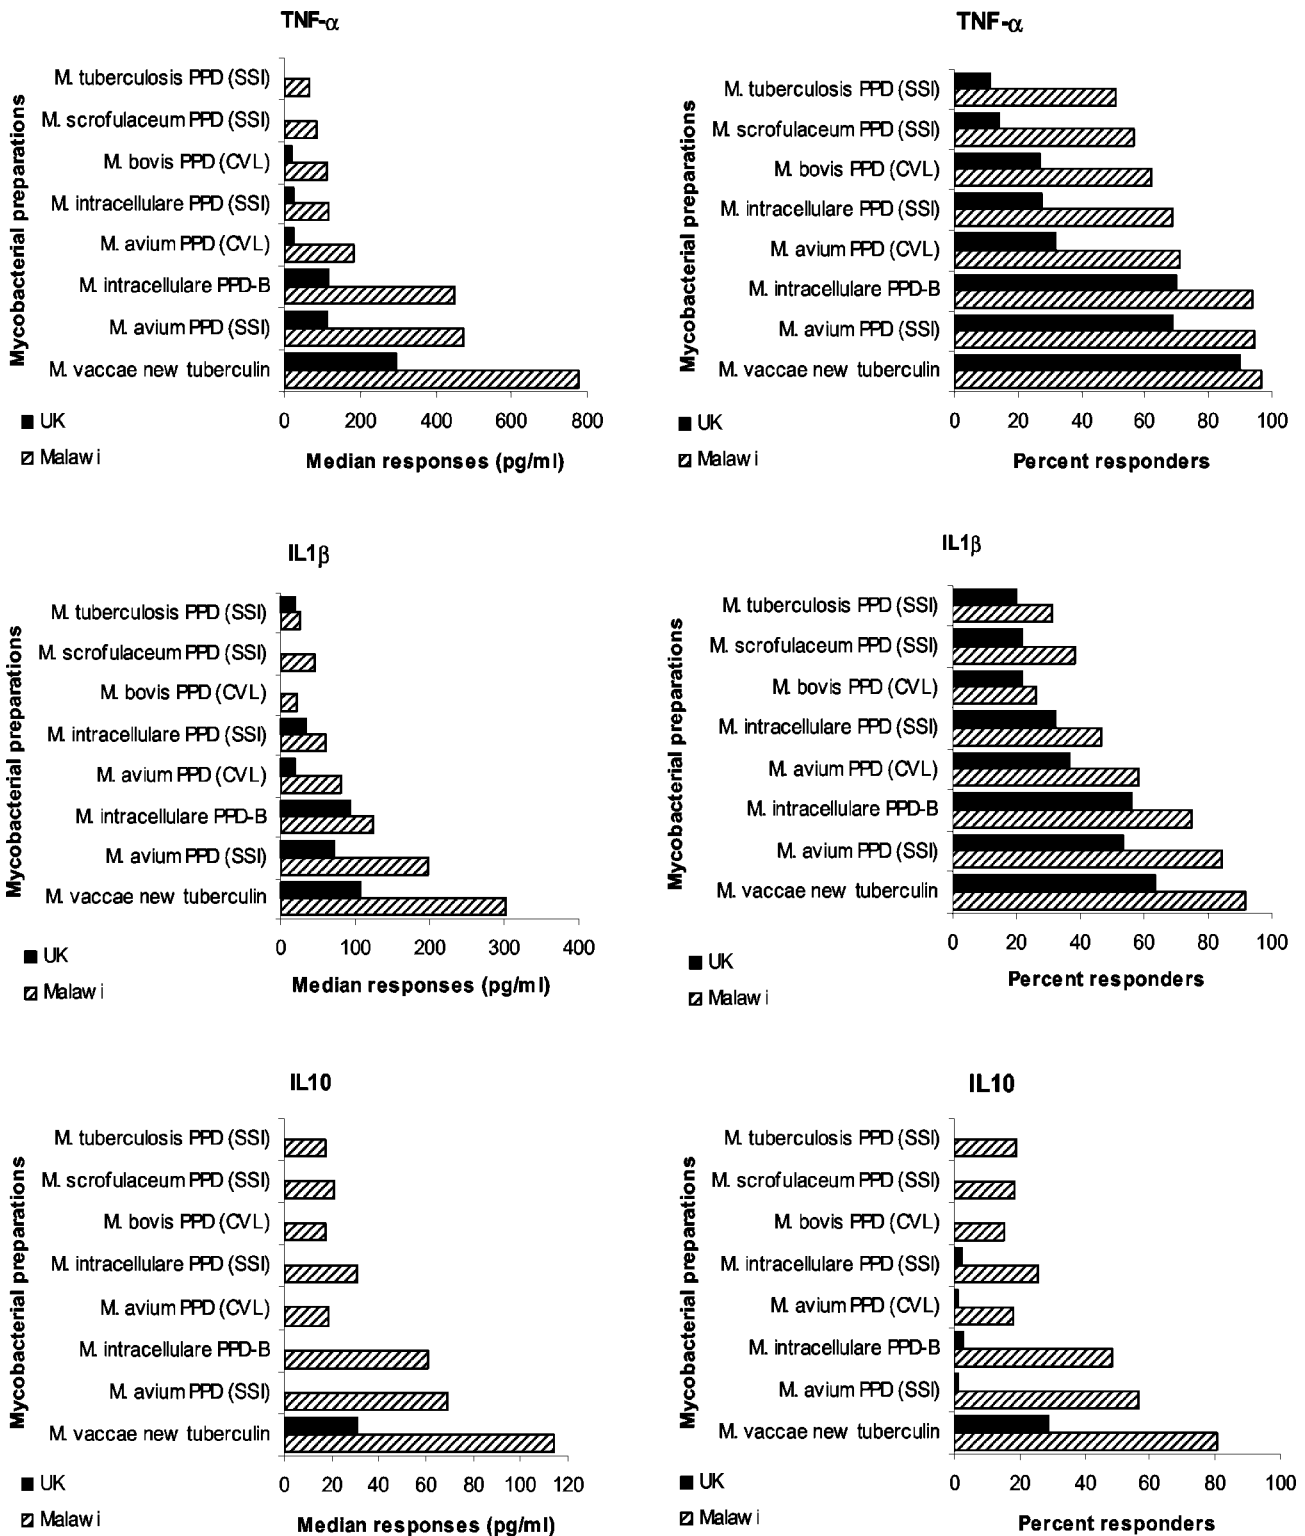 TNF-α
Mycobacterial preparations
M. tuberculosis PPD (SSI)
M. scrofulaceum PPD (SSI)
M. bovis PPD (CVL)
M. intracellulare PPD (SSI)
M. avium PPD (CVL)
M. intracellulare PPD-B
M. avium PPD (SSI)
M. vaccae new tuberculin
0 200 400 600 800
UK
Malawi
Median responses (pg/ml)
TNF-α
Mycobacterial preparations
M. tuberculosis PPD (SSI)
M. scrofulaceum PPD (SSI)
M. bovis PPD (CVL)
M. intracellulare PPD (SSI)
M. avium PPD (CVL)
M. intracellulare PPD-B
M. avium PPD (SSI)
M. vaccae new tuberculin
0 20 40 60 80 100
UK
Malawi
Percent responders
IL1β
Mycobacterial preparations
M. tuberculosis PPD (SSI)
M. scrofulaceum PPD (SSI)
M. bovis PPD (CVL)
M. intracellulare PPD (SSI)
M. avium PPD (CVL)
M. intracellulare PPD-B
M. avium PPD (SSI)
M. vaccae new tuberculin
0 100 200 300 400
UK
Malawi
Median responses (pg/ml)
IL1β
Mycobacterial preparations
M. tuberculosis PPD (SSI)
M. scrofulaceum PPD (SSI)
M. bovis PPD (CVL)
M. intracellulare PPD (SSI)
M. avium PPD (CVL)
M. intracellulare PPD-B
M. avium PPD (SSI)
M. vaccae new tuberculin
0 20 40 60 80 100
UK
Malawi
Percent responders
IL10
Mycobacterial preparations
M. tuberculosis PPD (SSI)
M. scrofulaceum PPD (SSI)
M. bovis PPD (CVL)
M. intracellulare PPD (SSI)
M. avium PPD (CVL)
M. intracellulare PPD-B
M. avium PPD (SSI)
M. vaccae new tuberculin
0 20 40 60 80 100 120
UK
Malawi
Median responses (pg/ml)
IL10
Mycobacterial preparations
M. tuberculosis PPD (SSI)
M. scrofulaceum PPD (SSI)
M. bovis PPD (CVL)
M. intracellulare PPD (SSI)
M. avium PPD (CVL)
M. intracellulare PPD-B
M. avium PPD (SSI)
M. vaccae new tuberculin
0 20 40 60 80 100
UK
Malawi
Percent responders